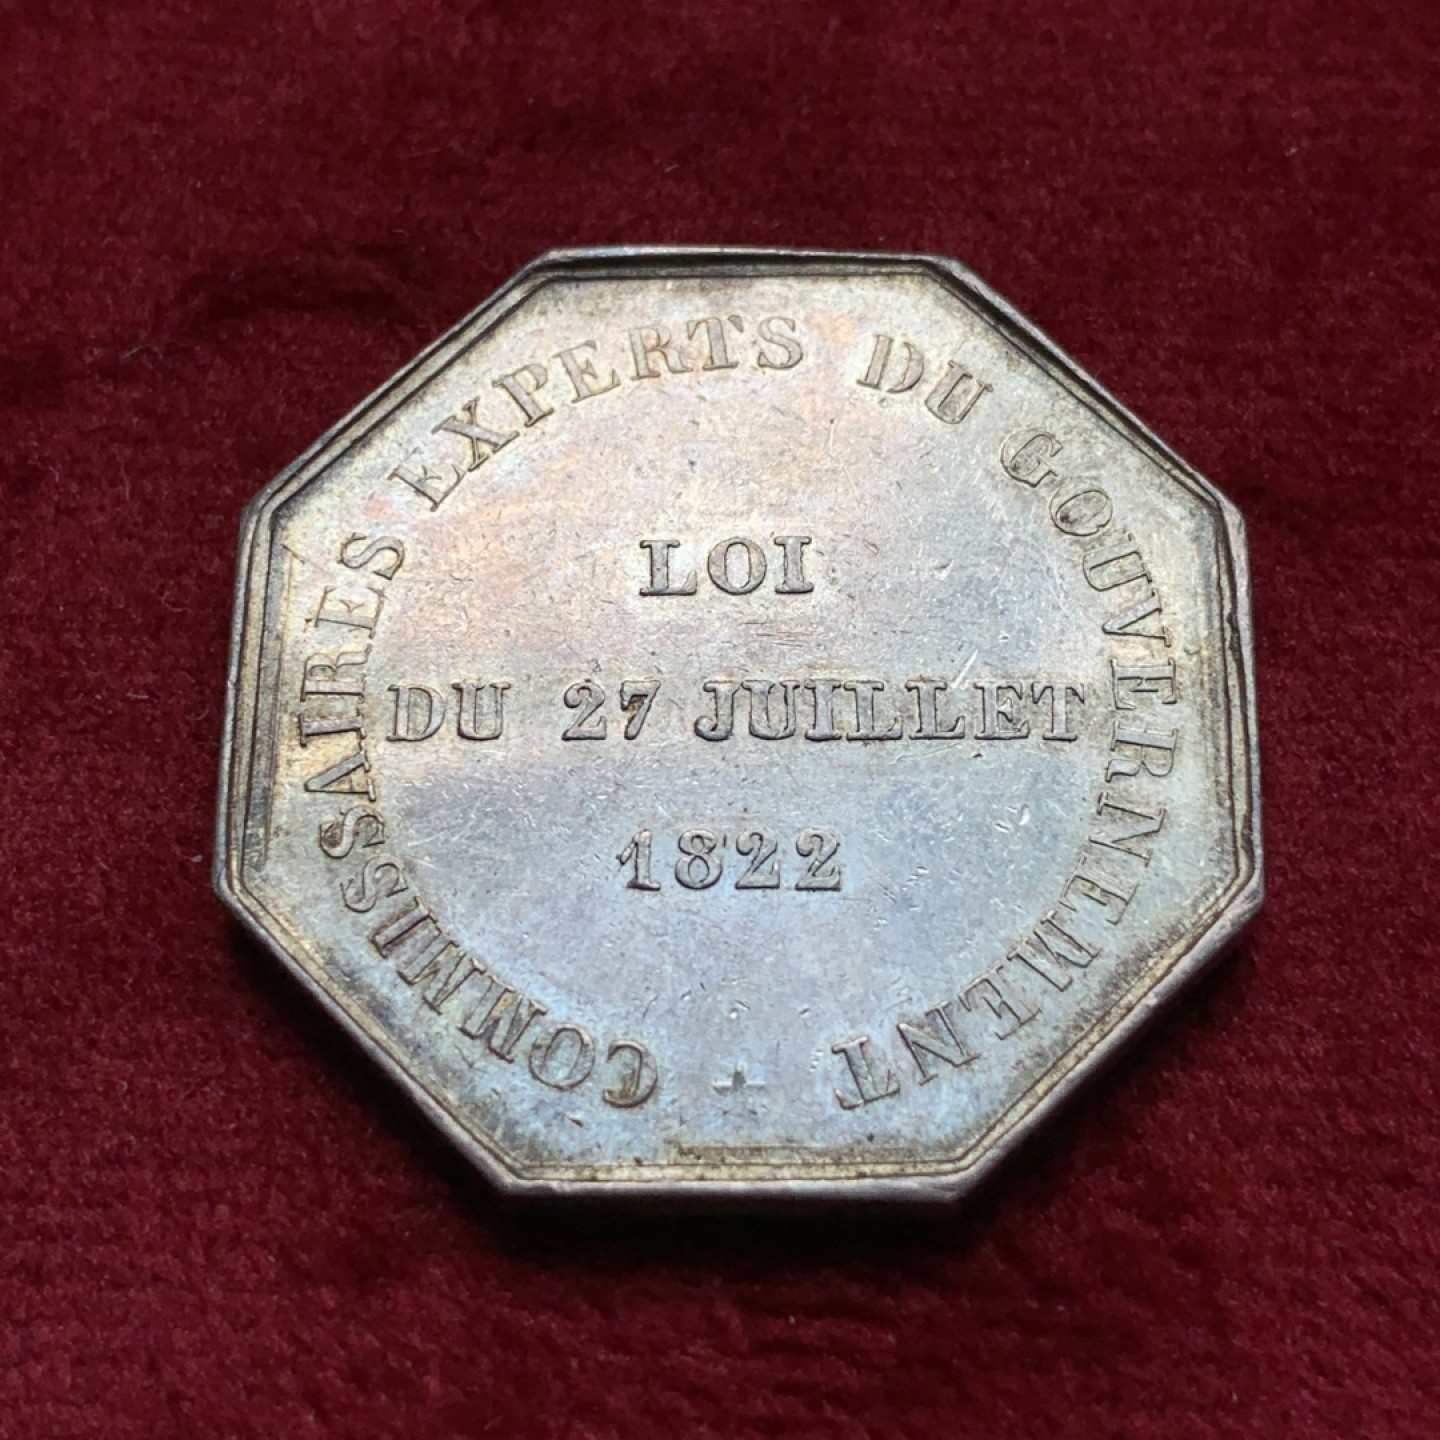 COMMISSAIRES EXPERTS DU GOUVERNEMENT
LOI
DU 27 JUILLET
1822